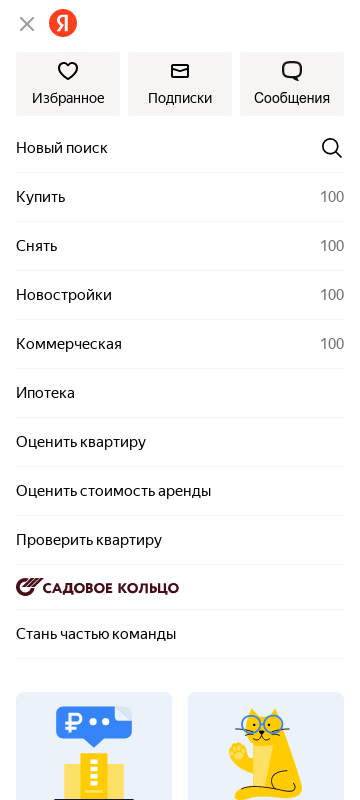 Я
Избранное
Подписки
Сообщения
Новый поиск
Купить 100
Снять 100
Новостройки 100
Коммерческая 100
Ипотека
Оценить квартиру
Оценить стоимость аренды
Проверить квартиру
САДОВОЕ КОЛЬЦО
Стань частью команды
₽